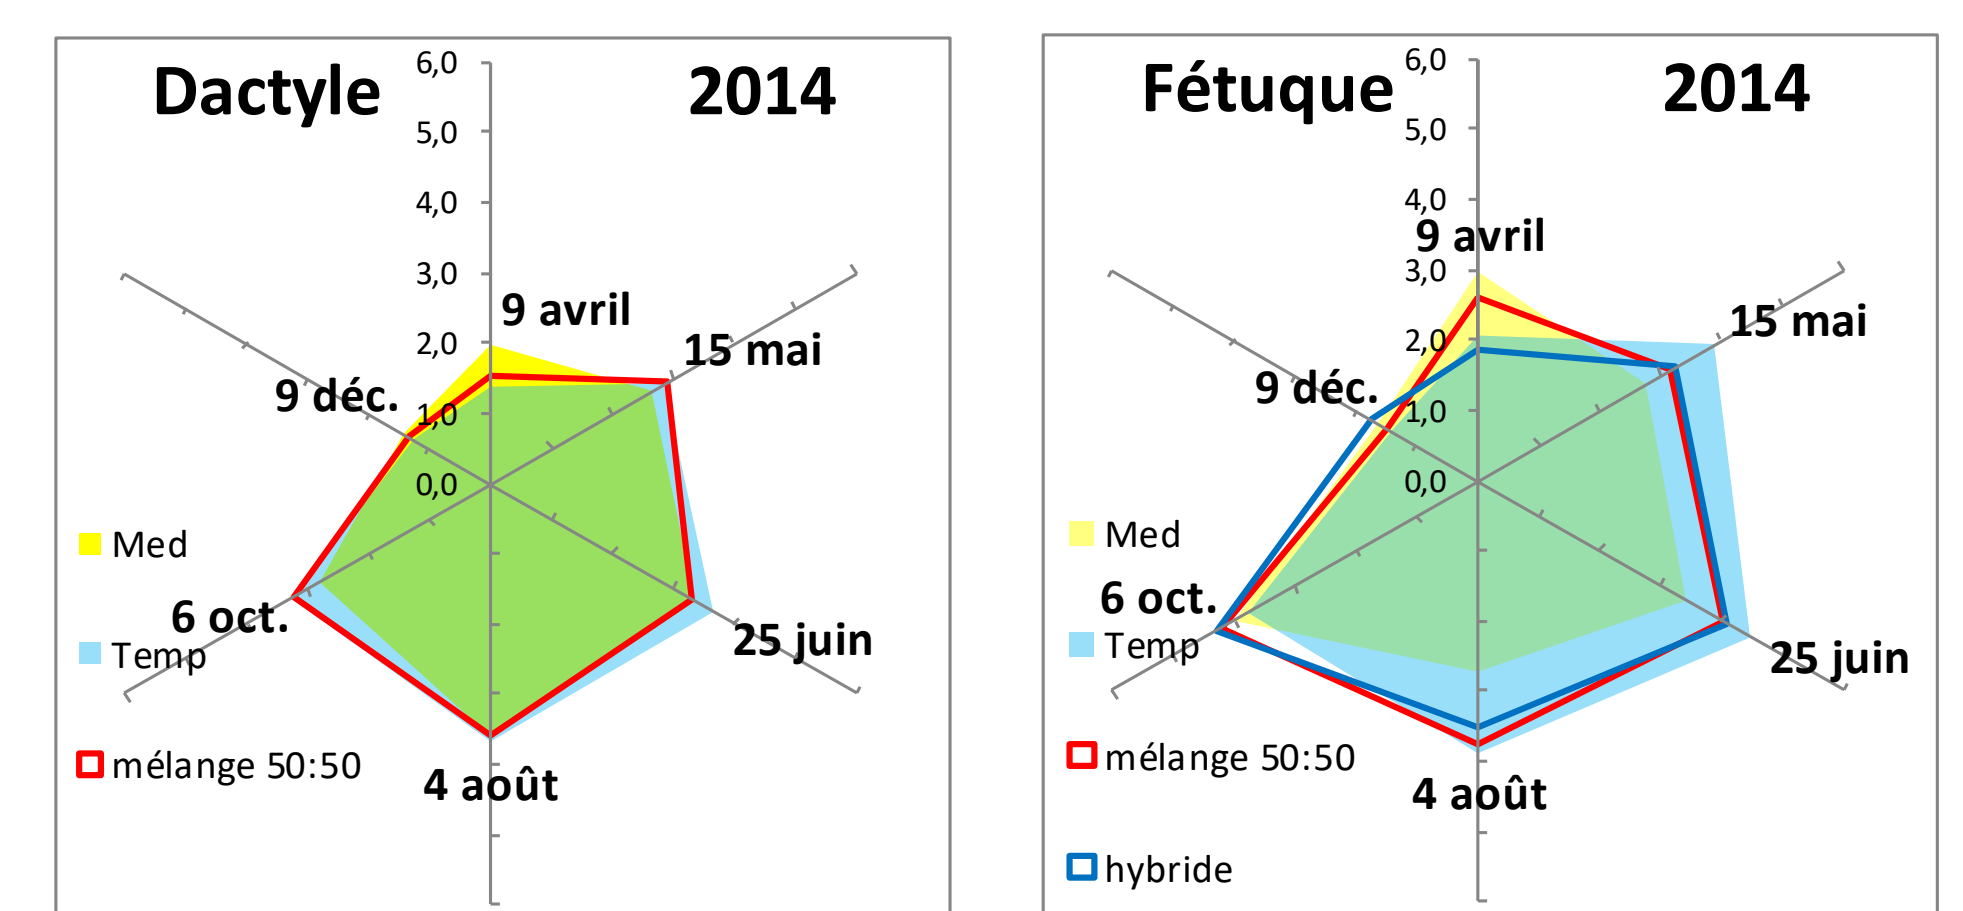 Dactyle 2014
6,0
5,0
4,0
3,0
2,0
1,0
0,0
9 avril
15 mai
25 juin
4 août
6 oct.
9 déc.
Med
Temp
mélange 50:50
Fétuque 2014
6,0
5,0
4,0
3,0
2,0
1,0
0,0
9 avril
15 mai
25 juin
4 août
6 oct.
9 déc.
Med
Temp
mélange 50:50
hybride